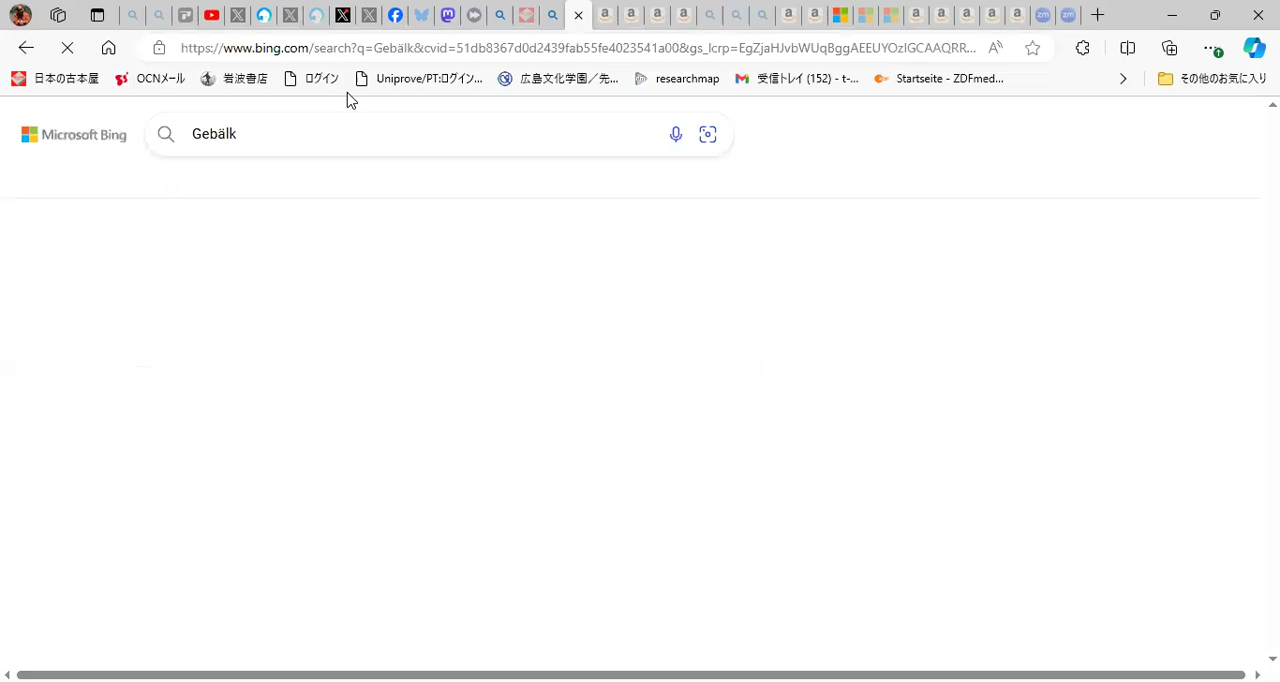 https://www.bing.com/search?q=Gebälk&cvid=51db8367d0d2439fab55fe4023541a00&gs_lcrp=EgZjaHJvbWUqBggAEEUYOzIGCAAQRR...
日本の古本屋 OCNメール 岩波書店 ログイン Uniprove/PT:ログイン... 広島文化学園／先... researchmap 受信トレイ (152) - t-... Startseite - ZDFmed... その他のお気に入り
Microsoft Bing Gebälk